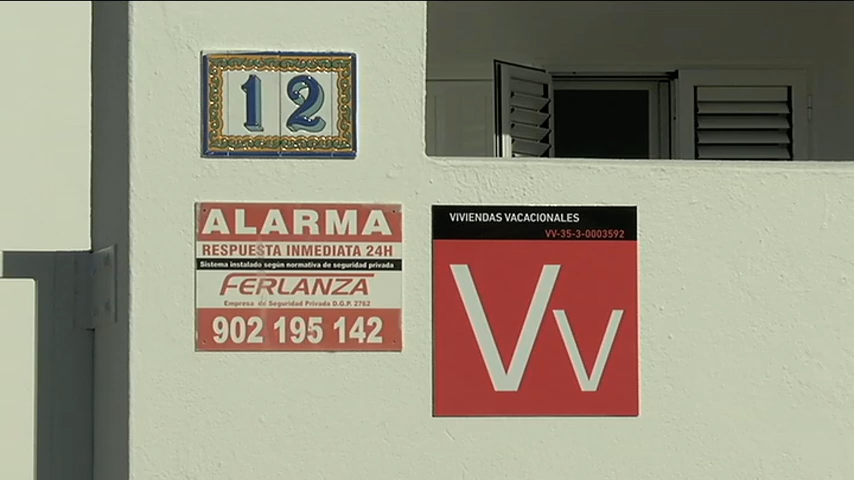 12
ALARMA
RESPUESTA INMEDIATA 24H
Sistema instalado según normativa de seguridad privada
FERLANZA
Empresa de Seguridad Privada D.G.P. 2762
902 195 142
VIVIENDAS VACACIONALES
VV-35-3-0003592
Vv